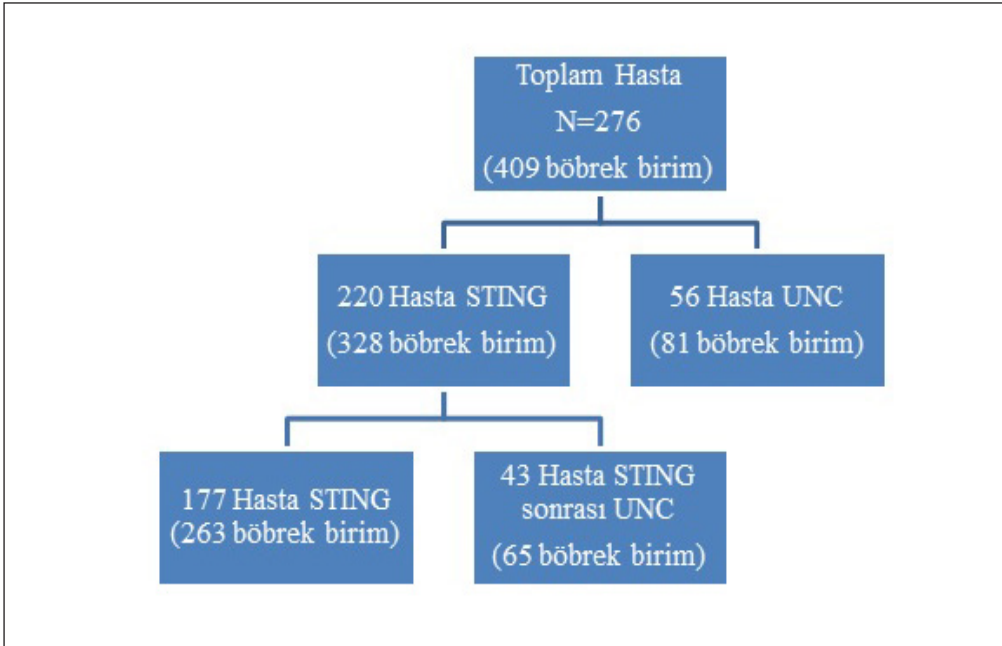 Toplam Hasta
N=276
(409 böbrek birim)
220 Hasta STING
(328 böbrek birim)
56 Hasta UNC
(81 böbrek birim)
177 Hasta STING
(263 böbrek birim)
43 Hasta STING
sonrası UNC
(65 böbrek birim)